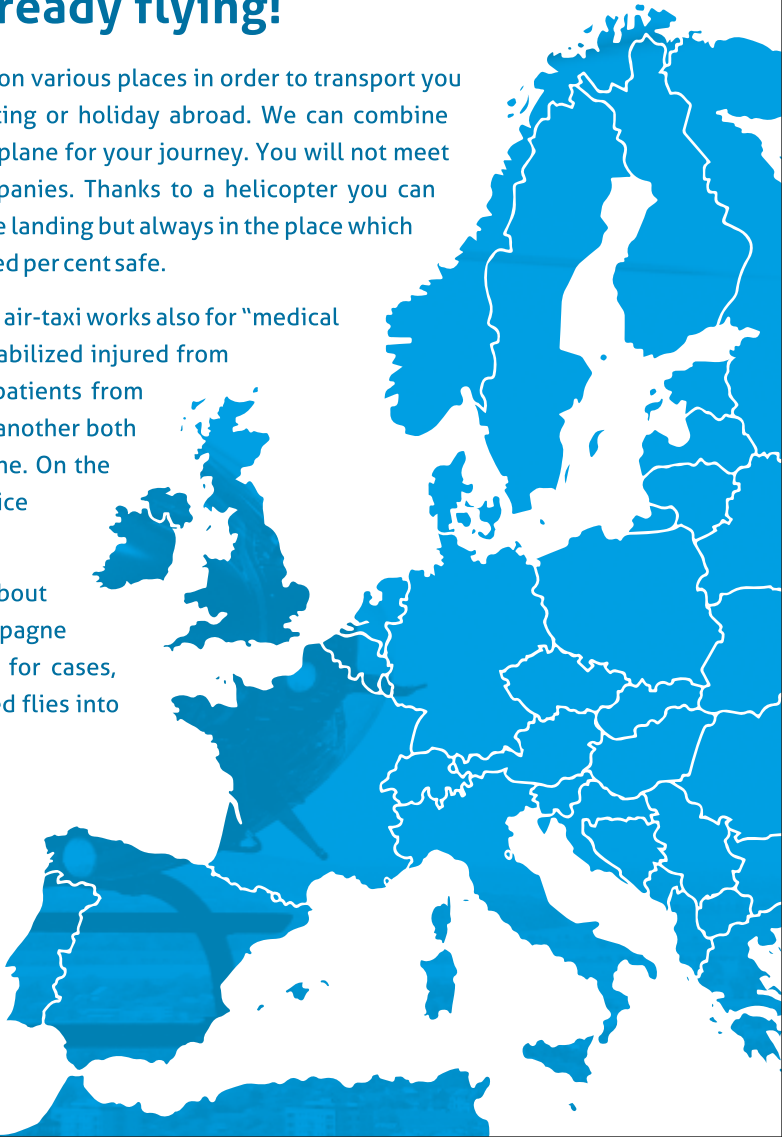 ready flying!
on various places in order to transport you
ting or holiday abroad. We can combine
plane for your journey. You will not meet
panies. Thanks to a helicopter you can
e landing but always in the place which
ed per cent safe.
air-taxi works also for “medical
abilized injured from
patients from
another both
ne. On the
ice
bout
pagne
for cases,
ed flies into